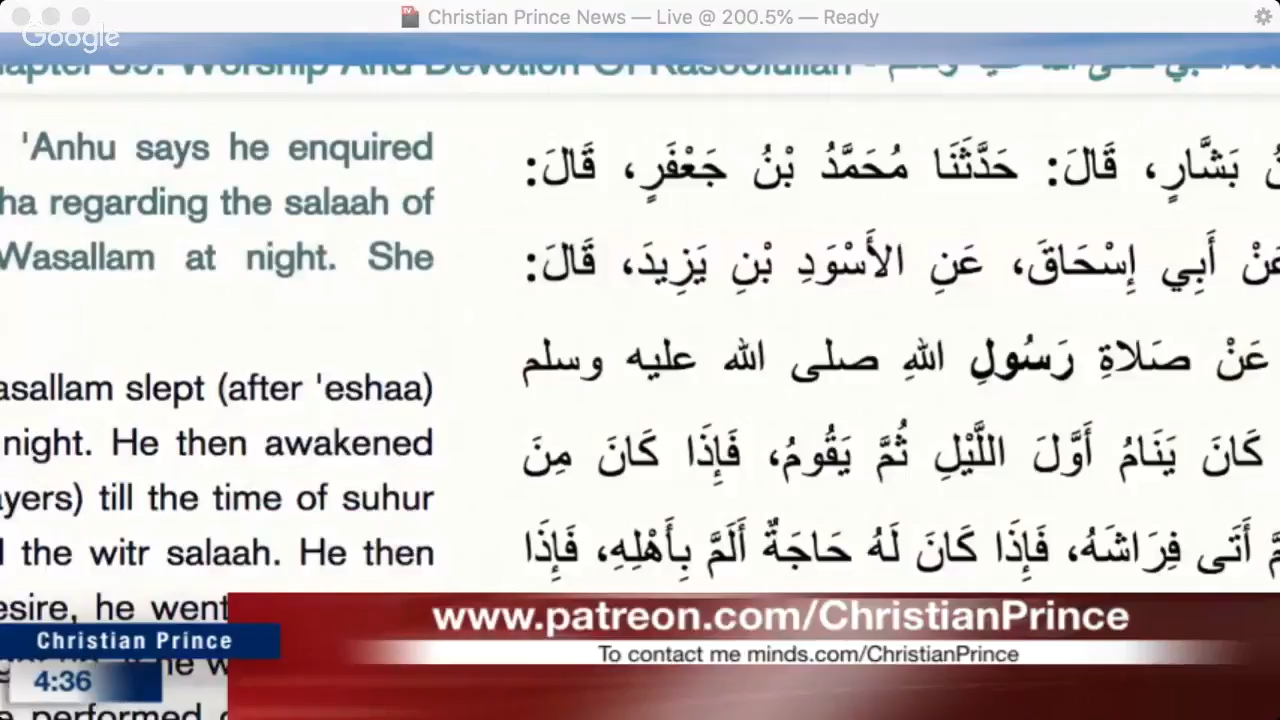 Christian Prince News — Live @ 200.5% — Ready
Google
Chapter 39: Worship And Devotion Of Rasoolullah -
'Anhu says he enquired
regarding the salaah of
Wasallam at night. She
slept (after 'eshaa)
night. He then awakened
till the time of suhur
the witr salaah. He then
he went
performed
بَشَّارٍ، قَالَ: حَدَّثَنَا مُحَمَّدُ بْنُ جَعْفَرٍ، قَالَ:
عَنْ أَبِي إِسْحَاقَ، عَنِ الأَسْوَدِ بْنِ يَزِيدَ، قَالَ:
عَنْ صَلاةِ رَسُولِ اللهِ صلى الله عليه وسلم
كَانَ يَنَامُ أَوَّلَ اللَّيْلِ ثُمَّ يَقُومُ، فَإِذَا كَانَ مِنَ
أَتَى فِرَاشَهُ، فَإِذَا كَانَ لَهُ حَاجَةٌ أَلَمَّ بِأَهْلِهِ، فَإِذَا
www.patreon.com/ChristianPrince
To contact me minds.com/ChristianPrince
Christian Prince
4:36